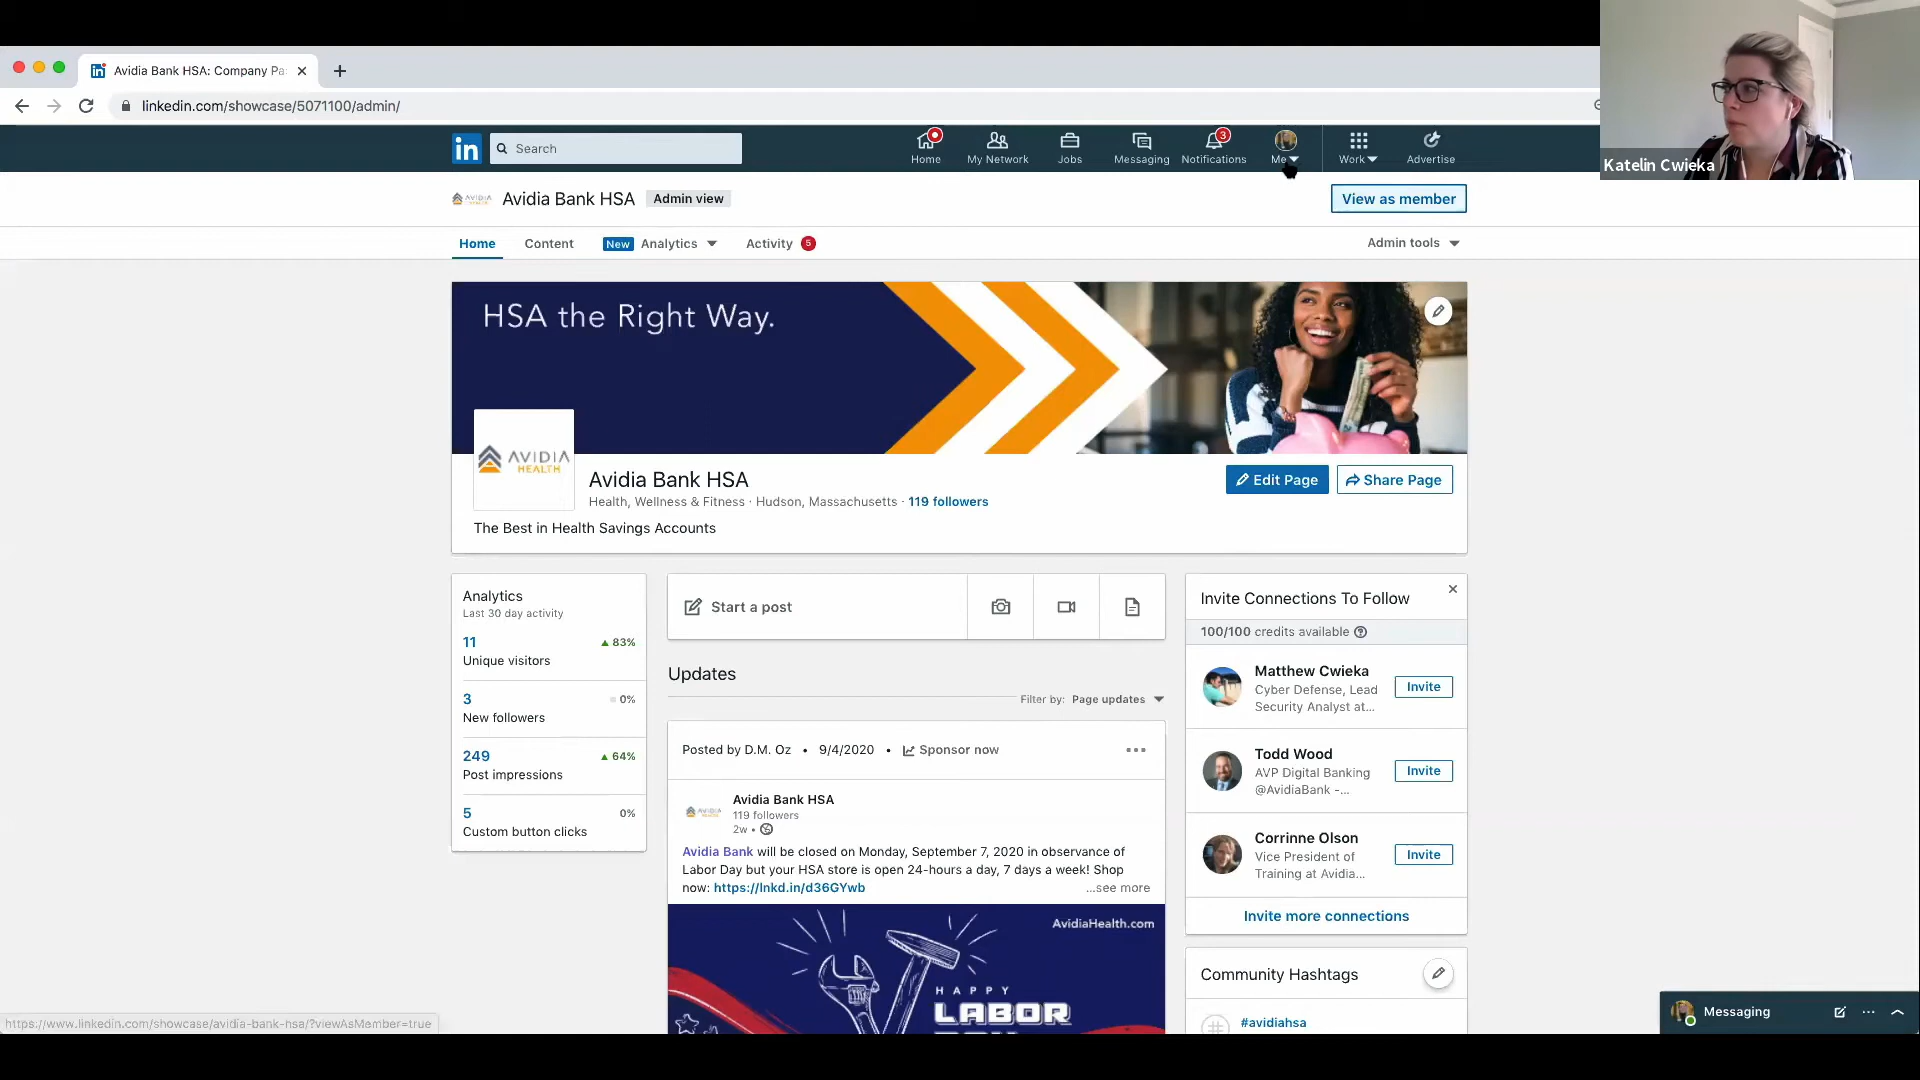 Avidia Bank HSA: Company Pa
linkedin.com/showcase/5071100/admin/
Katelin Cwieka
in
Search
Home
My Network
Jobs
Messaging
3
Notifications
Me
Work
Advertise
AVIDIA
HEALTH
Avidia Bank HSA
Admin view
View as member
Home
Content
New
Analytics
Activity
5
Admin tools
HSA the Right Way.
AVIDIA
HEALTH
Avidia Bank HSA
Health, Wellness & Fitness · Hudson, Massachusetts · 119 followers
The Best in Health Savings Accounts
Edit Page
Share Page
Analytics
Last 30 day activity
11
83%
Unique visitors
3
0%
New followers
249
64%
Post impressions
5
0%
Custom button clicks
Start a post
Updates
Filter by: Page updates
Posted by D.M. Oz • 9/4/2020 • Sponsor now
Avidia Bank HSA
119 followers
2w •
Avidia Bank will be closed on Monday, September 7, 2020 in observance of
Labor Day but your HSA store is open 24-hours a day, 7 days a week! Shop
now: https://lnkd.in/d36GYwb
...see more
AvidiaHealth.com
HAPPY
LABOR
Invite Connections To Follow
100/100 credits available
Matthew Cwieka
Cyber Defense, Lead
Security Analyst at...
Invite
Todd Wood
AVP Digital Banking
@AvidiaBank -...
Invite
Corrinne Olson
Vice President of
Training at Avidia...
Invite
Invite more connections
Community Hashtags
#avidiahsa
Messaging
https://www.linkedin.com/showcase/avidia-bank-hsa/?viewAsMember=true